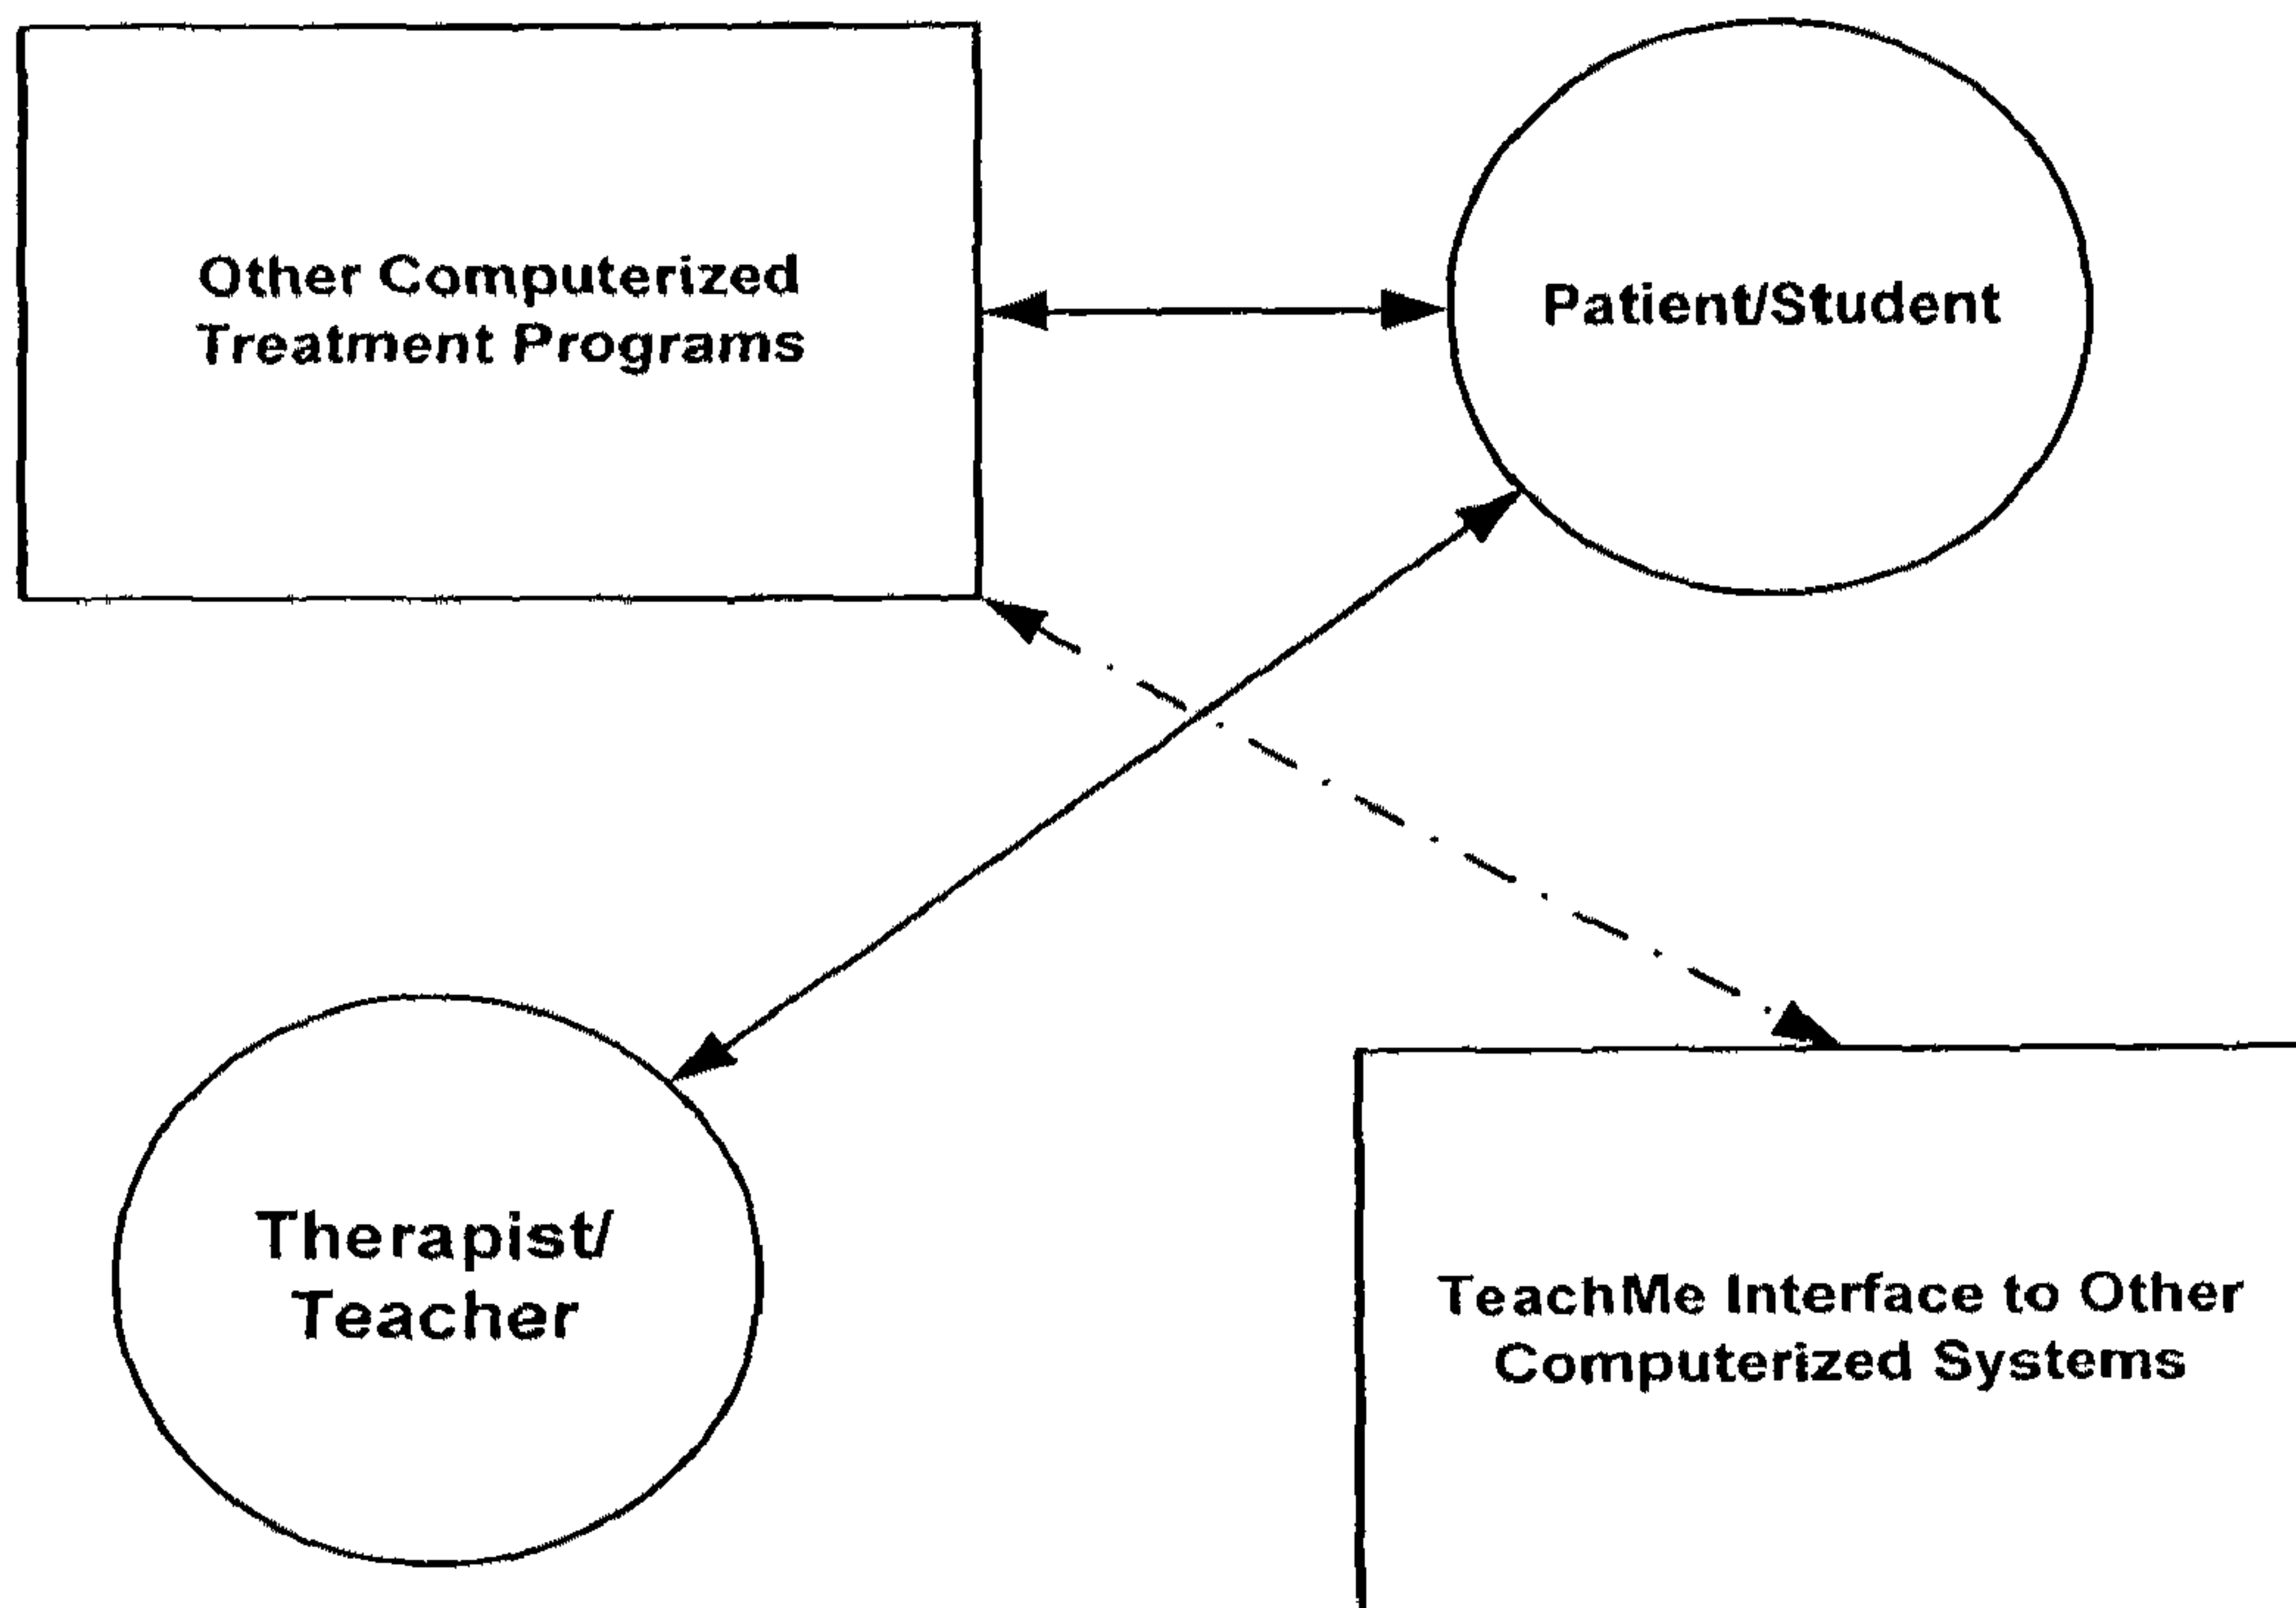 Other Computerized
Treatment Programs
Patient/Student
Therapist/
Teacher
TeachMe Interface to Other
Computerized Systems